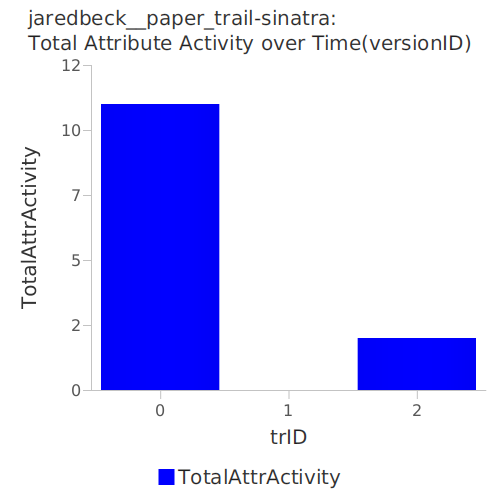 jaredbeck__paper_trail-sinatra:
Total Attribute Activity over Time(versionID)
12
10
7
5
2
0
TotalAttrActivity
0 1 2
trID
TotalAttrActivity